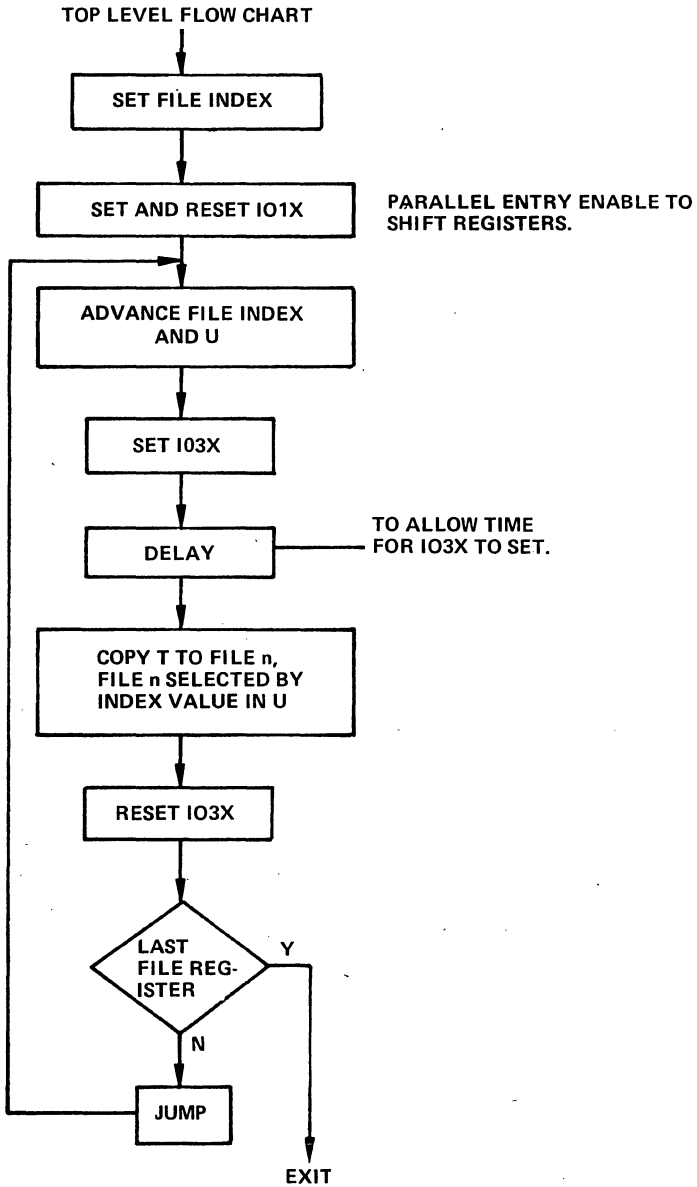 TOP LEVEL FLOW CHART
SET FILE INDEX
SET AND RESET IO1X
PARALLEL ENTRY ENABLE TO
SHIFT REGISTERS.
ADVANCE FILE INDEX
AND U
SET I03X
DELAY
TO ALLOW TIME
FOR IO3X TO SET.
COPY T TO FILE n,
FILE n SELECTED BY
INDEX VALUE IN U
RESET IO3X
LAST
FILE REG-
ISTER
Y
N
JUMP
EXIT